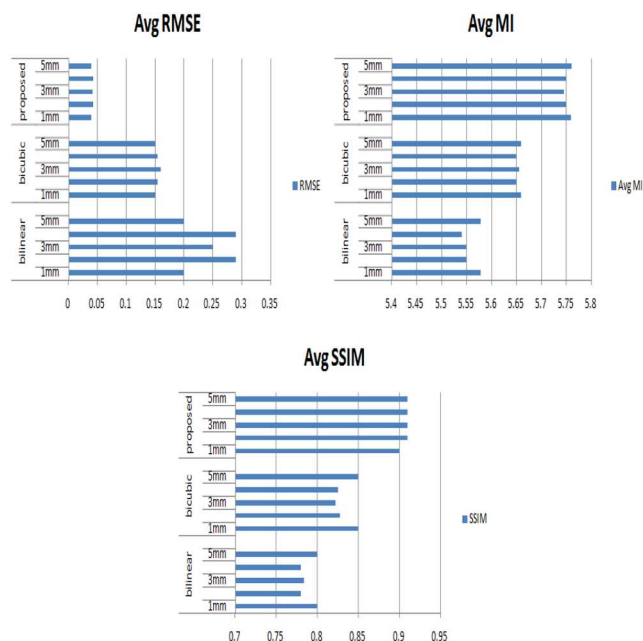 Avg RMSE
proposed
5mm
3mm
1mm
bicubic
5mm
3mm
1mm
bilinear
5mm
3mm
1mm
0 0.05 0.1 0.15 0.2 0.25 0.3 0.35
RMSE
Avg MI
proposed
5mm
3mm
1mm
bicubic
5mm
3mm
1mm
bilinear
5mm
3mm
1mm
5.4 5.45 5.5 5.55 5.6 5.65 5.7 5.75 5.8
Avg MI
Avg SSIM
proposed
5mm
3mm
1mm
bicubic
5mm
3mm
1mm
bilinear
5mm
3mm
1mm
0.7 0.75 0.8 0.85 0.9 0.95
SSIM